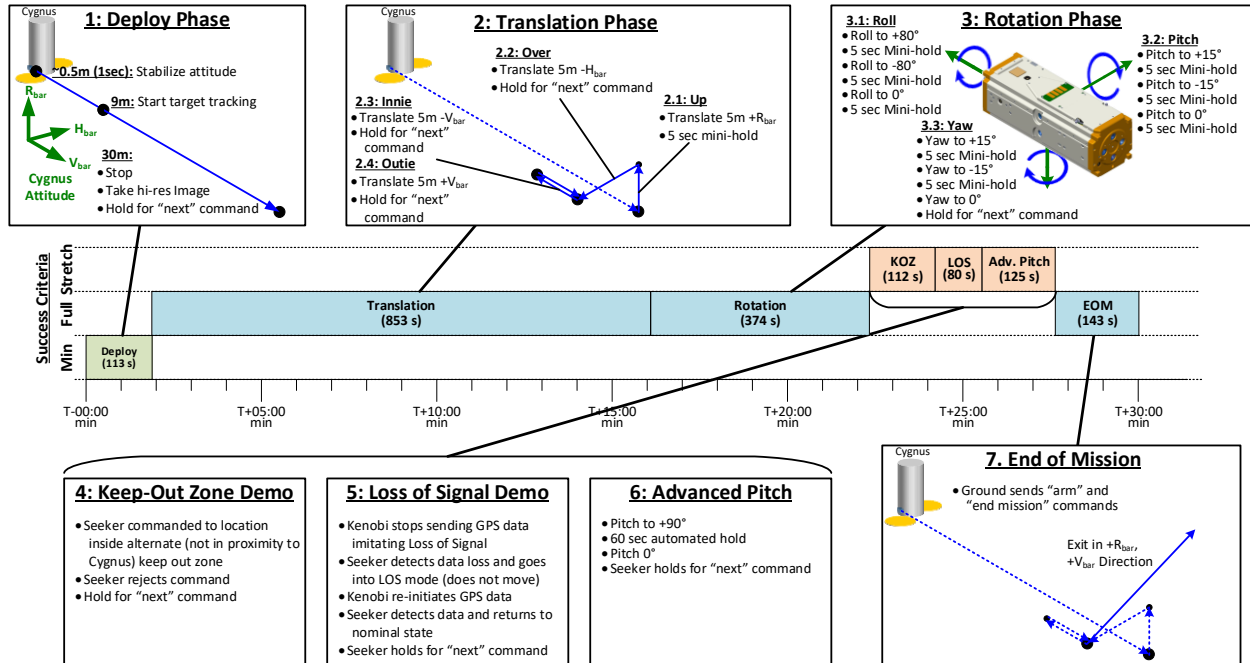 1: Deploy Phase
Cygnus
~0.5m (1sec): Stabilize attitude
9m: Start target tracking
Rbar
Hbar
Vbar
Cygnus
Attitude
30m:
• Stop
• Take hi-res Image
• Hold for “next” command
2: Translation Phase
Cygnus
2.2: Over
• Translate 5m -Hbar
• Hold for “next” command
2.3: Innie
• Translate 5m -Vbar
• Hold for “next”
command
2.1: Up
• Translate 5m +Rbar
• 5 sec mini-hold
2.4: Outie
• Translate 5m +Vbar
• Hold for “next”
command
3: Rotation Phase
3.1: Roll
• Roll to +80°
• 5 sec Mini-hold
• Roll to -80°
• 5 sec Mini-hold
• Roll to 0°
• 5 sec Mini-hold
3.2: Pitch
• Pitch to +15°
• 5 sec Mini-hold
• Pitch to -15°
• 5 sec Mini-hold
• Pitch to 0°
• 5 sec Mini-hold
3.3: Yaw
• Yaw to +15°
• 5 sec Mini-hold
• Yaw to -15°
• 5 sec Mini-hold
• Yaw to 0°
• Hold for “next” command
Success Criteria
Stretch
Full
Min
KOZ
(112 s)
LOS
(80 s)
Adv. Pitch
(125 s)
Translation
(853 s)
Rotation
(374 s)
EOM
(143 s)
Deploy
(113 s)
T-00:00
min
T+05:00
min
T+10:00
min
T+15:00
min
T+20:00
min
T+25:00
min
T+30:00
min
4: Keep-Out Zone Demo
• Seeker commanded to location
inside alternate (not in proximity to
Cygnus) keep out zone
• Seeker rejects command
• Hold for “next” command
5: Loss of Signal Demo
• Kenobi stops sending GPS data
imitating Loss of Signal
• Seeker detects data loss and goes
into LOS mode (does not move)
• Kenobi re-initiates GPS data
• Seeker detects data and returns to
nominal state
• Seeker holds for “next” command
6: Advanced Pitch
• Pitch to +90°
• 60 sec automated hold
• Pitch 0°
• Seeker holds for “next” command
7. End of Mission
Cygnus
• Ground sends “arm” and
“end mission” commands
Exit in +Rbar,
+Vbar Direction